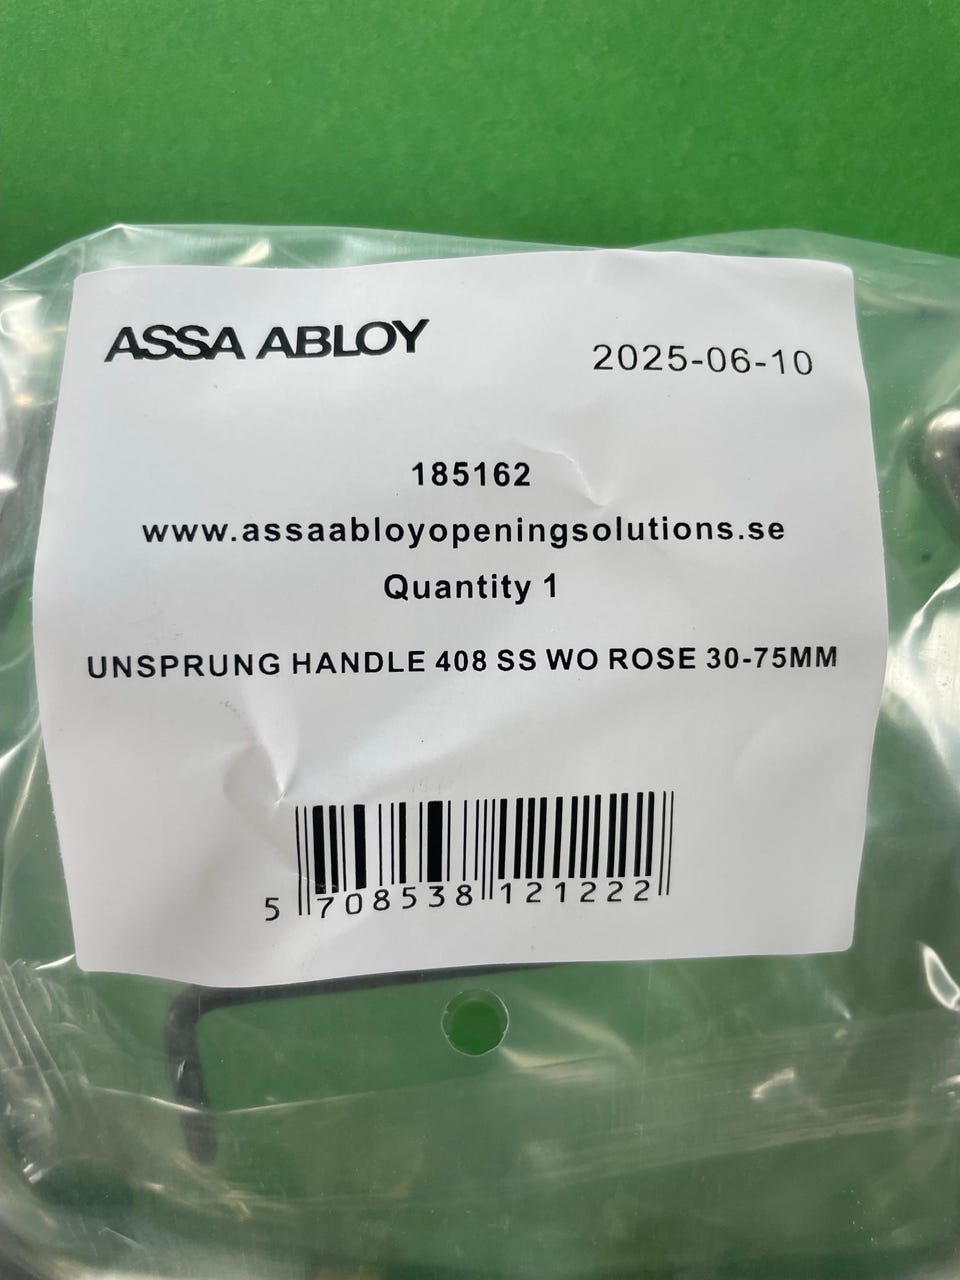 ASSA ABLOY
2025-06-10
185162
www.assaabloyopeningsolutions.se
Quantity 1
UNSPRUNG HANDLE 408 SS WO ROSE 30-75MM
5 708538 121222